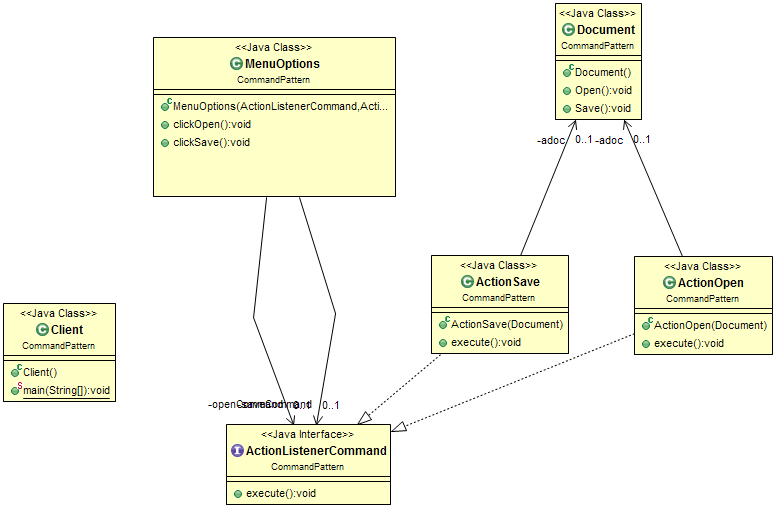 <<Java Class>>
Document
CommandPattern
Document()
Open():void
Save():void
<<Java Class>>
MenuOptions
CommandPattern
MenuOptions(ActionListenerCommand,Acti...
clickOpen():void
clickSave():void
-adoc 0..1
-adoc 0..1
<<Java Class>>
ActionSave
CommandPattern
ActionSave(Document)
execute():void
<<Java Class>>
ActionOpen
CommandPattern
ActionOpen(Document)
execute():void
<<Java Class>>
Client
CommandPattern
Client()
main(String[]):void
0..1
0..1
<<Java Interface>>
ActionListenerCommand
CommandPattern
execute():void